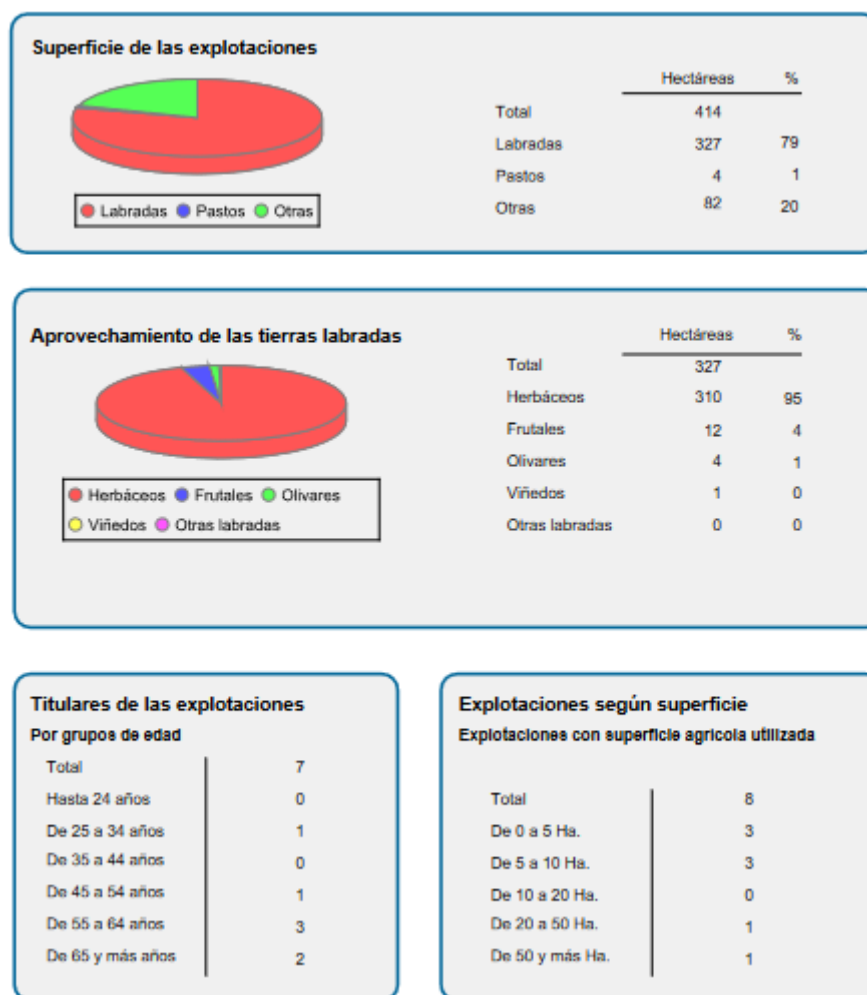 Superficie de las explotaciones
Hectáreas %
Total 414
Labradas 327 79
Pastos 4 1
Otras 82 20
Labradas Pastos Otras
Aprovechamiento de las tierras labradas
Hectáreas %
Total 327
Herbáceos 310 95
Frutales 12 4
Olivares 4 1
Viñedos 1 0
Otras labradas 0 0
Herbáceos Frutales Olivares
Viñedos Otras labradas
Titulares de las explotaciones
Por grupos de edad
Total 7
Hasta 24 años 0
De 25 a 34 años 1
De 35 a 44 años 0
De 45 a 54 años 1
De 55 a 64 años 3
De 65 y más años 2
Explotaciones según superficie
Explotaciones con superficie agrícola utilizada
Total 8
De 0 a 5 Ha. 3
De 5 a 10 Ha. 3
De 10 a 20 Ha. 0
De 20 a 50 Ha. 1
De 50 y más Ha. 1